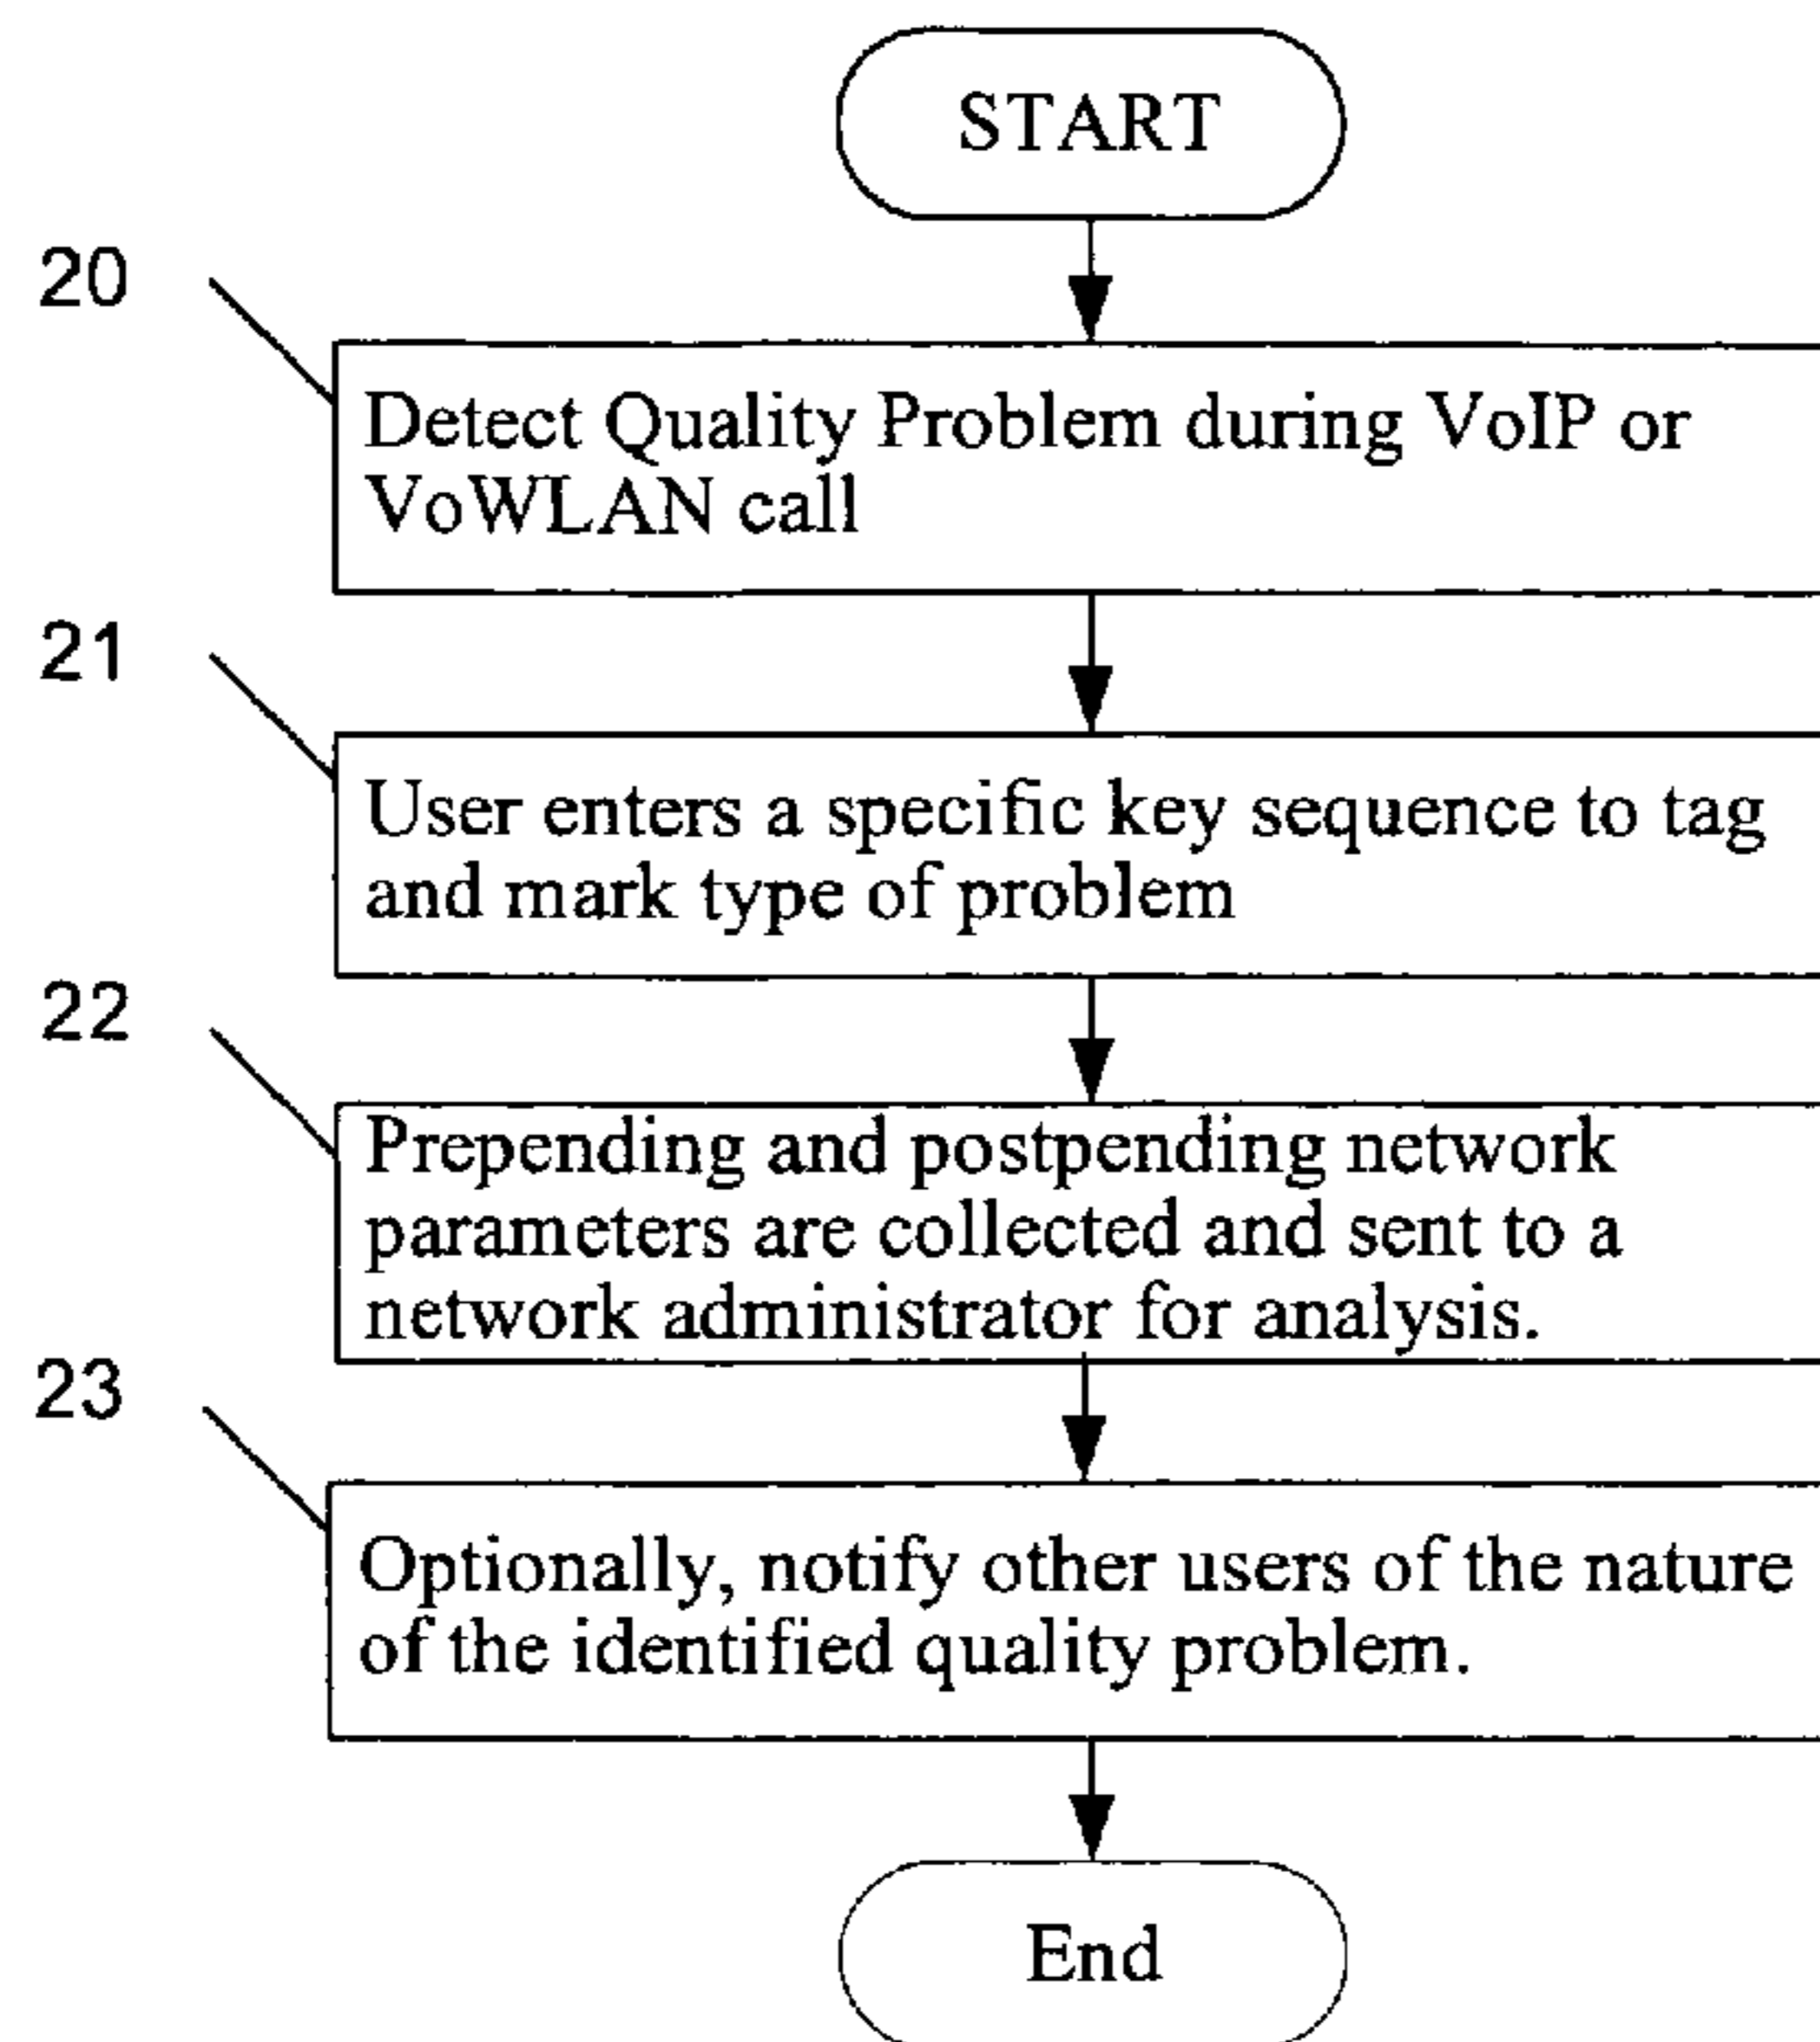 START
20
Detect Quality Problem during VoIP or
VoWLAN call
21
User enters a specific key sequence to tag
and mark type of problem
22
Prepending and postpending network
parameters are collected and sent to a
network administrator for analysis.
23
Optionally, notify other users of the nature
of the identified quality problem.
End